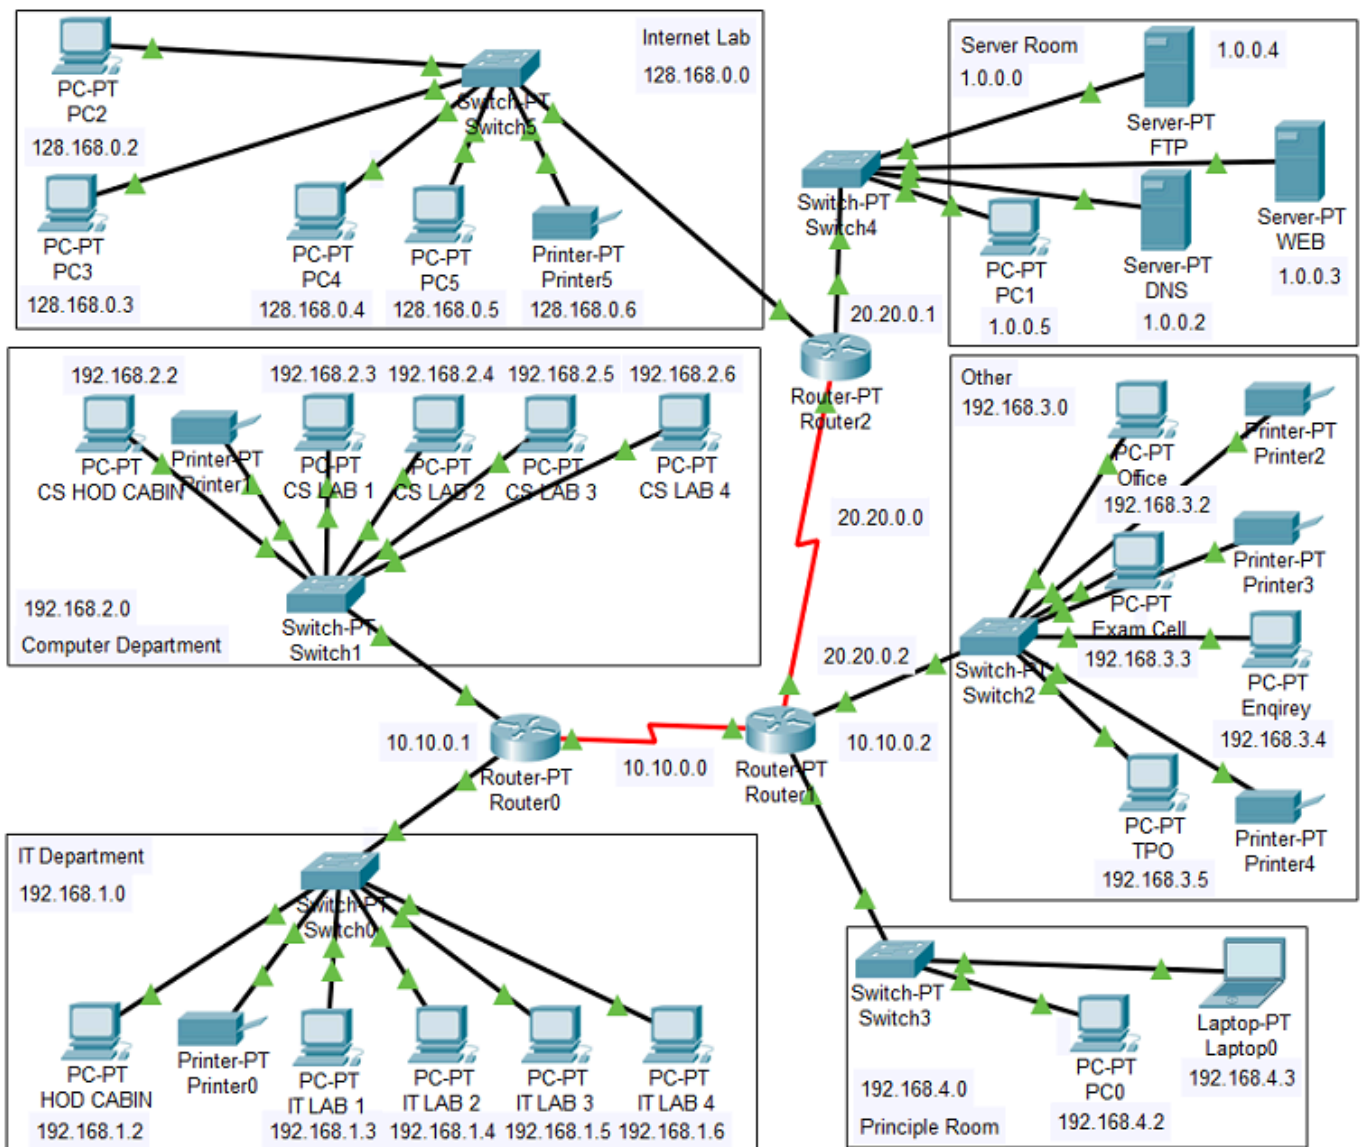 Internet Lab
128.168.0.0
PC-PT
PC2
128.168.0.2
Switch-PT
Switch5
PC-PT
PC3
128.168.0.3
PC-PT
PC4
128.168.0.4
PC-PT
PC5
128.168.0.5
Printer-PT
Printer5
128.168.0.6
Server Room
1.0.0.0
1.0.0.4
Server-PT
FTP
Switch-PT
Switch4
Server-PT
WEB
1.0.0.3
Server-PT
DNS
1.0.0.2
PC-PT
PC1
1.0.0.5
20.20.0.1
Router-PT
Router2
192.168.2.2
192.168.2.3
192.168.2.4
192.168.2.5
192.168.2.6
PC-PT
CS HOD CABIN
Printer-PT
Printer1
PC-PT
CS LAB 1
PC-PT
CS LAB 2
PC-PT
CS LAB 3
PC-PT
CS LAB 4
192.168.2.0
Computer Department
Switch-PT
Switch1
Other
192.168.3.0
PC-PT
Office
192.168.3.2
Printer-PT
Printer2
Printer-PT
Printer3
PC-PT
Exam Cell
192.168.3.3
Switch-PT
Switch2
PC-PT
Enqirey
192.168.3.4
PC-PT
TPO
192.168.3.5
Printer-PT
Printer4
20.20.0.0
20.20.0.2
10.10.0.1
Router-PT
Router0
10.10.0.0
Router-PT
Router1
10.10.0.2
IT Department
192.168.1.0
Switch-PT
Switch0
PC-PT
HOD CABIN
192.168.1.2
Printer-PT
Printer0
PC-PT
IT LAB 1
192.168.1.3
PC-PT
IT LAB 2
192.168.1.4
PC-PT
IT LAB 3
192.168.1.5
PC-PT
IT LAB 4
192.168.1.6
Switch-PT
Switch3
192.168.4.0
Principle Room
PC-PT
PC0
192.168.4.2
Laptop-PT
Laptop0
192.168.4.3